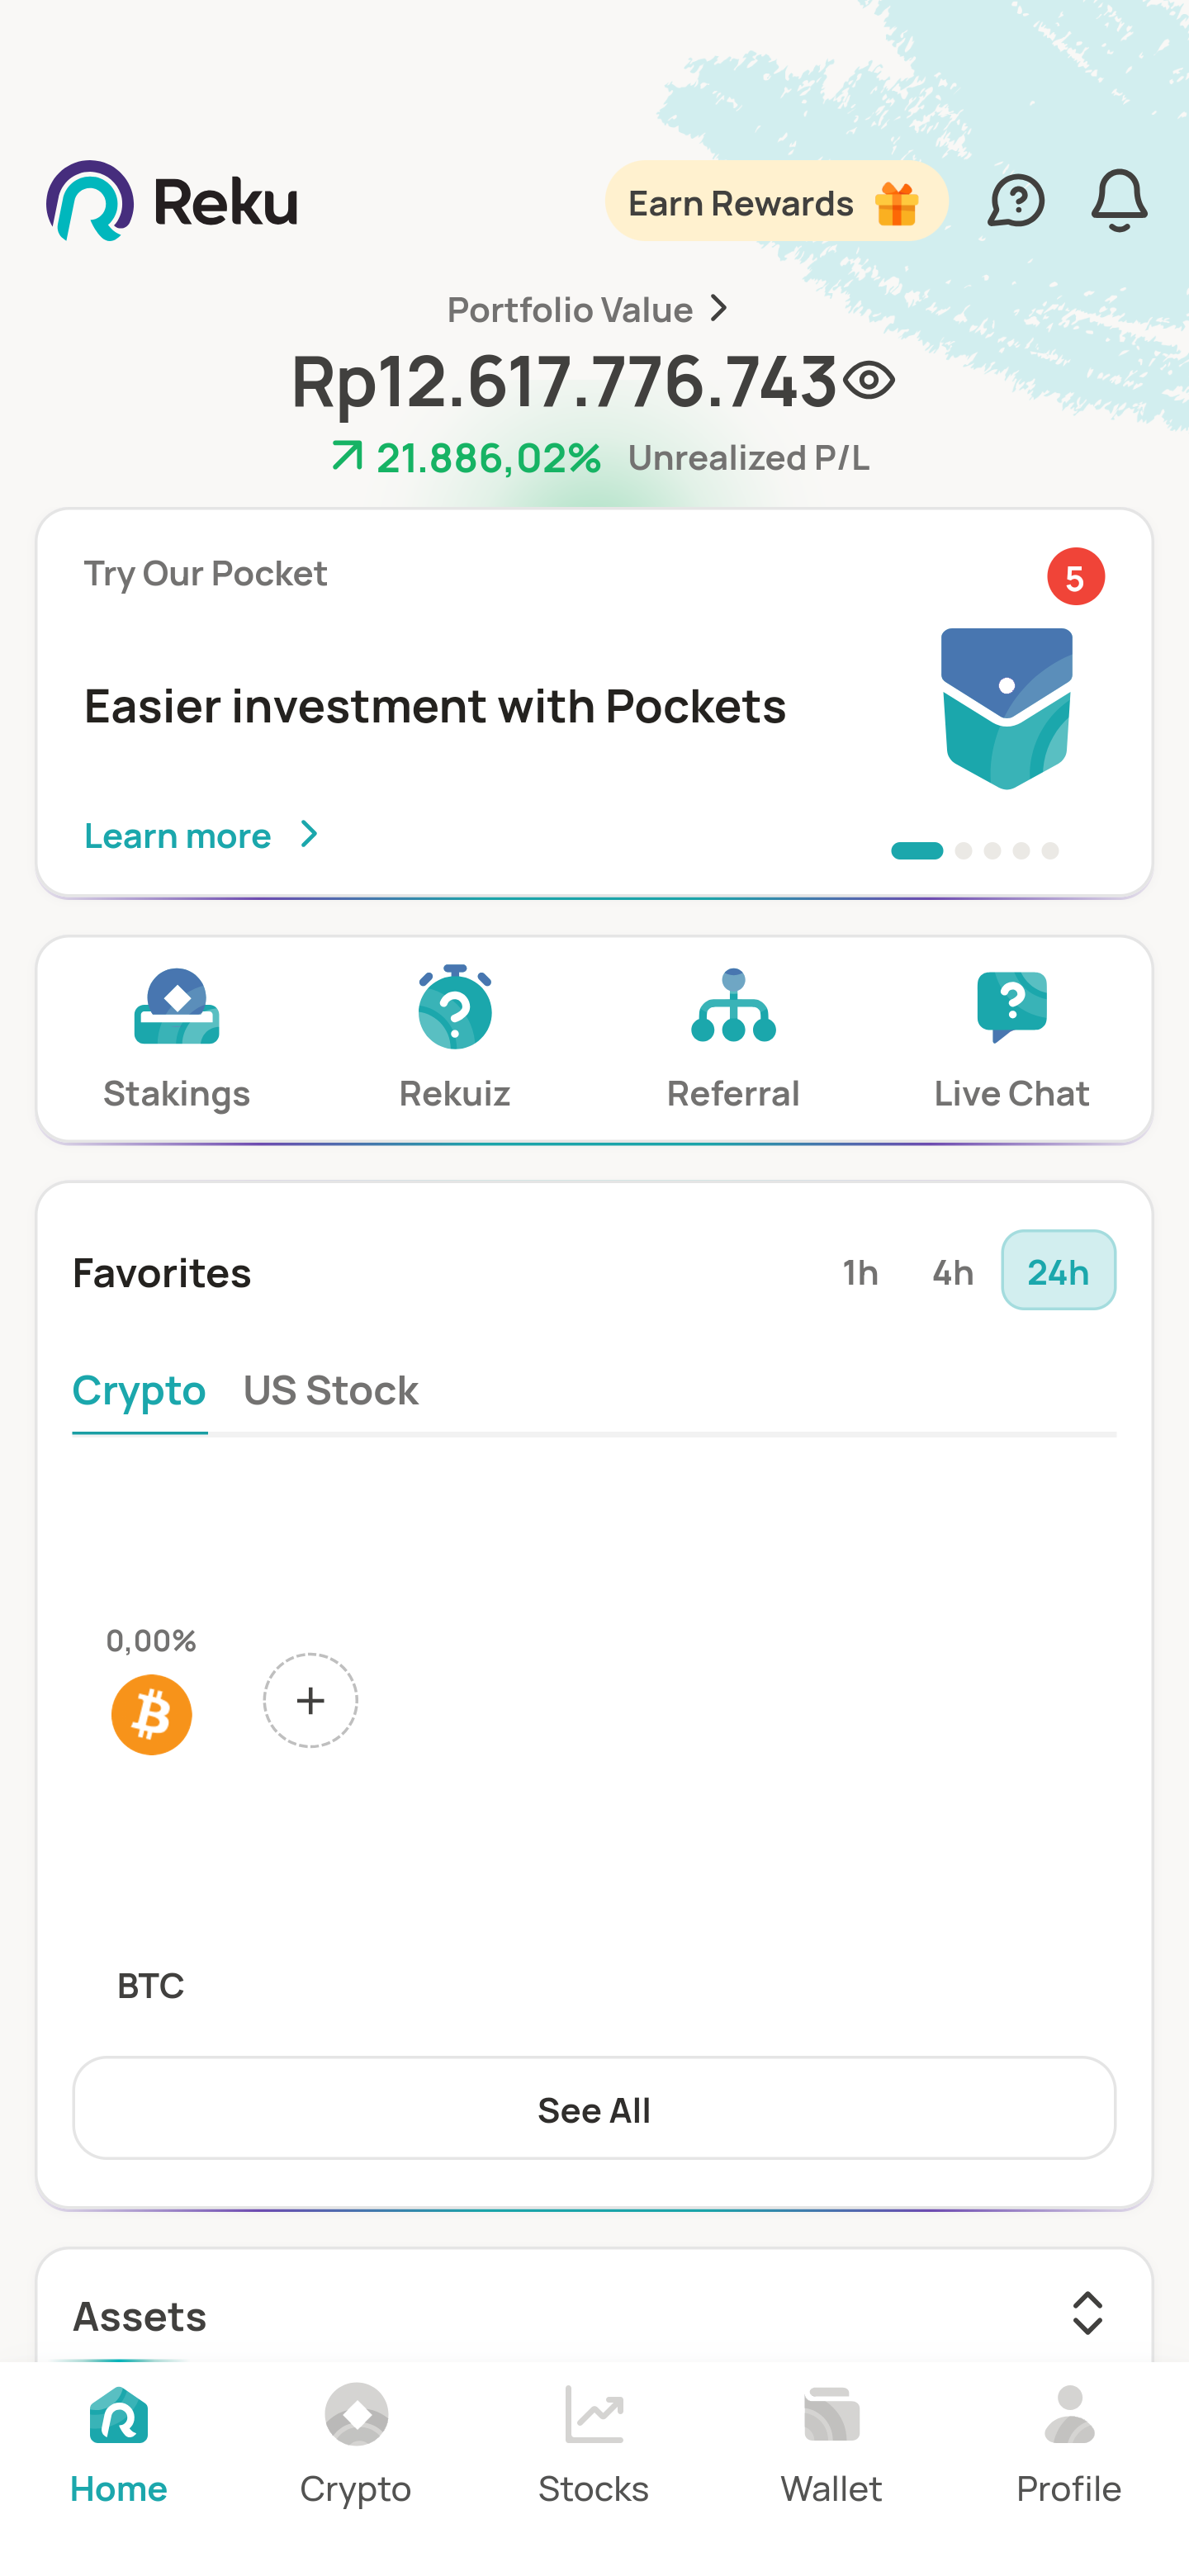 Reku
Earn Rewards
Portfolio Value
Rp12.617.776.743
21.886,02% Unrealized P/L
Try Our Pocket
5
Easier investment with Pockets
Learn more
Stakings
Rekuiz
Referral
Live Chat
Favorites
1h
4h
24h
Crypto
US Stock
0,00%
BTC
See All
Assets
Home
Crypto
Stocks
Wallet
Profile